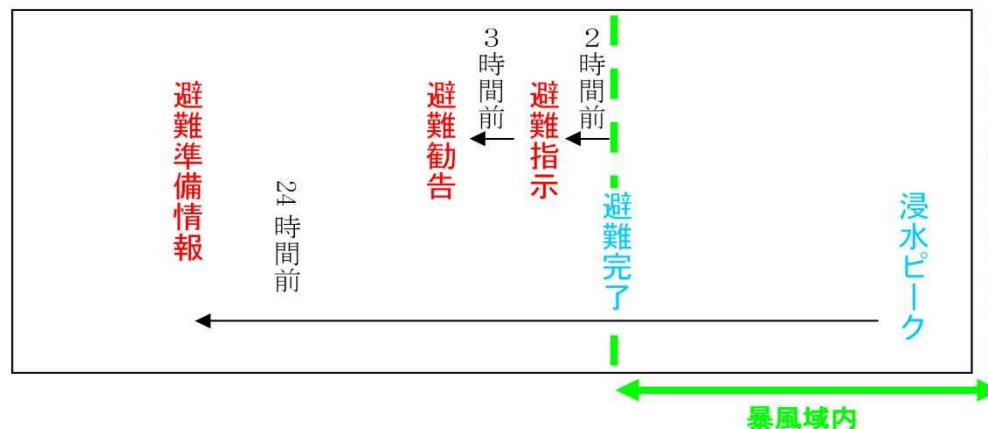 避難準備情報
24時間前
避難勧告
3時間前
避難指示
2時間前
避難完了
浸水ピーク
暴風域内